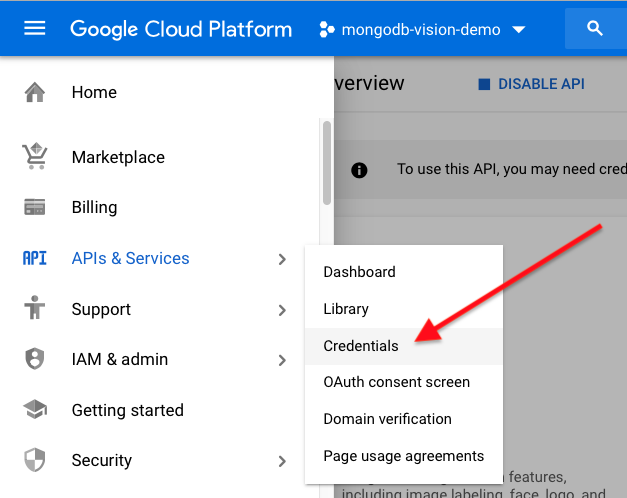 Google Cloud Platform mongodb-vision-demo
Home
verview DISABLE API
Marketplace
To use this API, you may need cred
Billing
API APIs & Services
Support
IAM & admin
Getting started
Security
Dashboard
Library
Credentials
OAuth consent screen
Domain verification
Page usage agreements
features,
including image labeling, face, logo, and